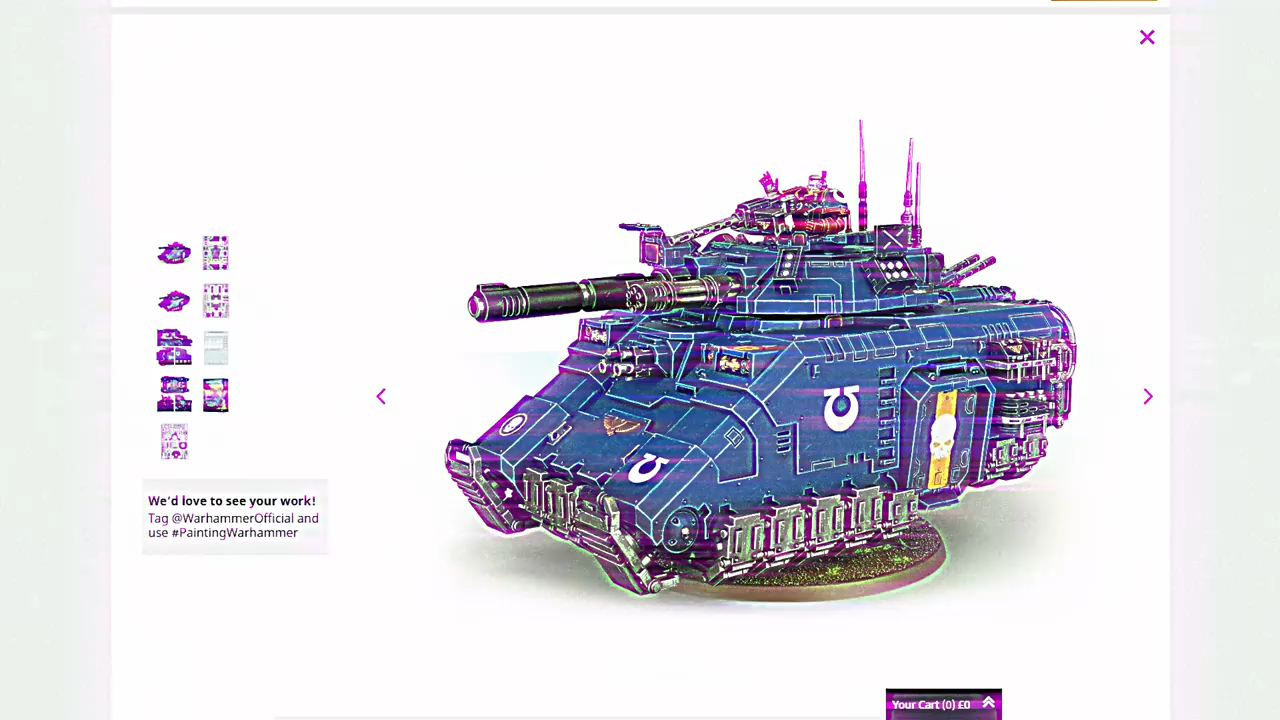 We'd love to see your work!
Tag @WarhammerOfficial and
use #PaintingWarhammer
Your Cart (0) £0